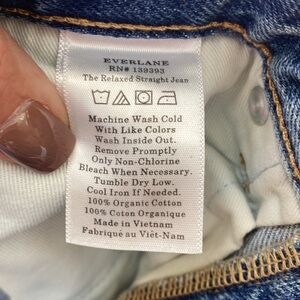 EVERLANE
RN# 139393
The Relaxed Straight Jean
Machine Wash Cold
With Like Colors
Wash Inside Out.
Remove Promptly
Only Non-Chlorine
Bleach When Necessary.
Tumble Dry Low.
Cool Iron If Needed.
100% Organic Cotton
100% Coton Organique
Made in Vietnam
Fabriqué au Viêt-Nam